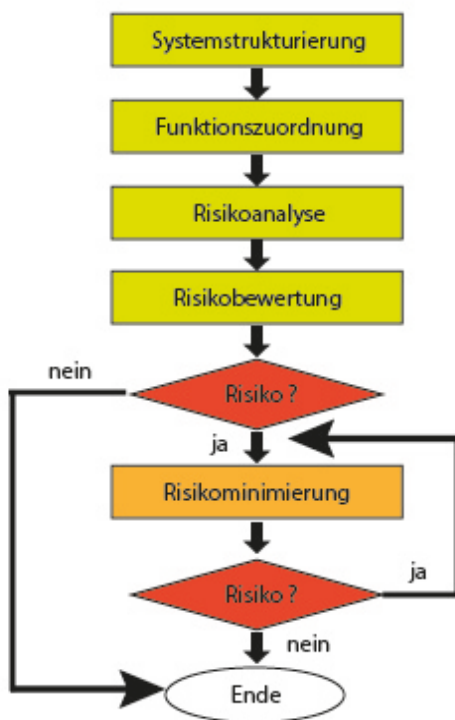 Systemstrukturierung
Funktionszuordnung
Risikoanalyse
Risikobewertung
nein
Risiko ?
ja
Risikominimierung
Risiko ?
ja
nein
Ende